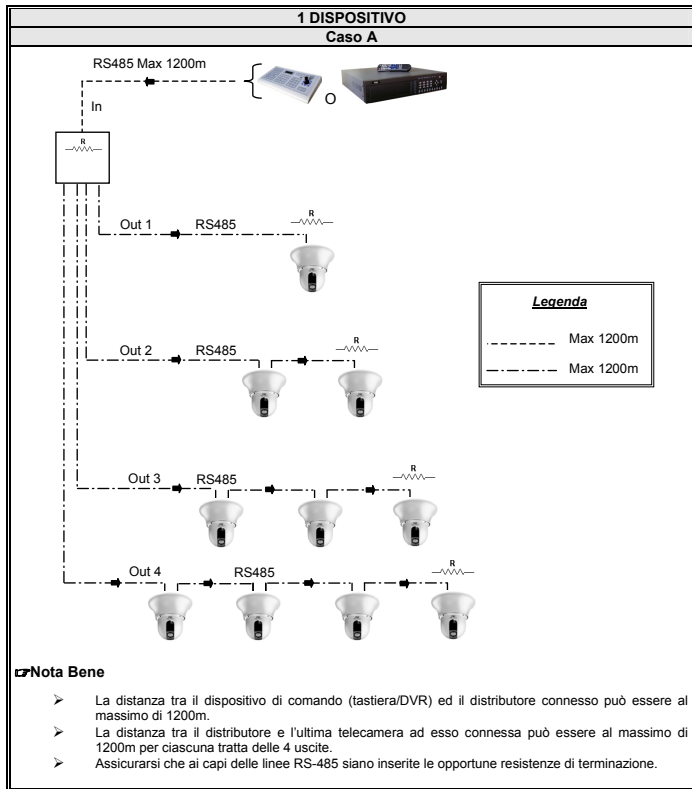 1 DISPOSITIVO
Caso A
RS485 Max 1200m
O
In
R
Out 1 RS485
R
Out 2 RS485
R
Legenda
Max 1200m
Max 1200m
Out 3 RS485
R
Out 4 RS485
R
☞Nota Bene
➢ La distanza tra il dispositivo di comando (tastiera/DVR) ed il distributore connesso può essere al
massimo di 1200m.
➢ La distanza tra il distributore e l'ultima telecamera ad esso connessa può essere al massimo di
1200m per ciascuna tratta delle 4 uscite.
➢ Assicurarsi che ai capi delle linee RS-485 siano inserite le opportune resistenze di terminazione.